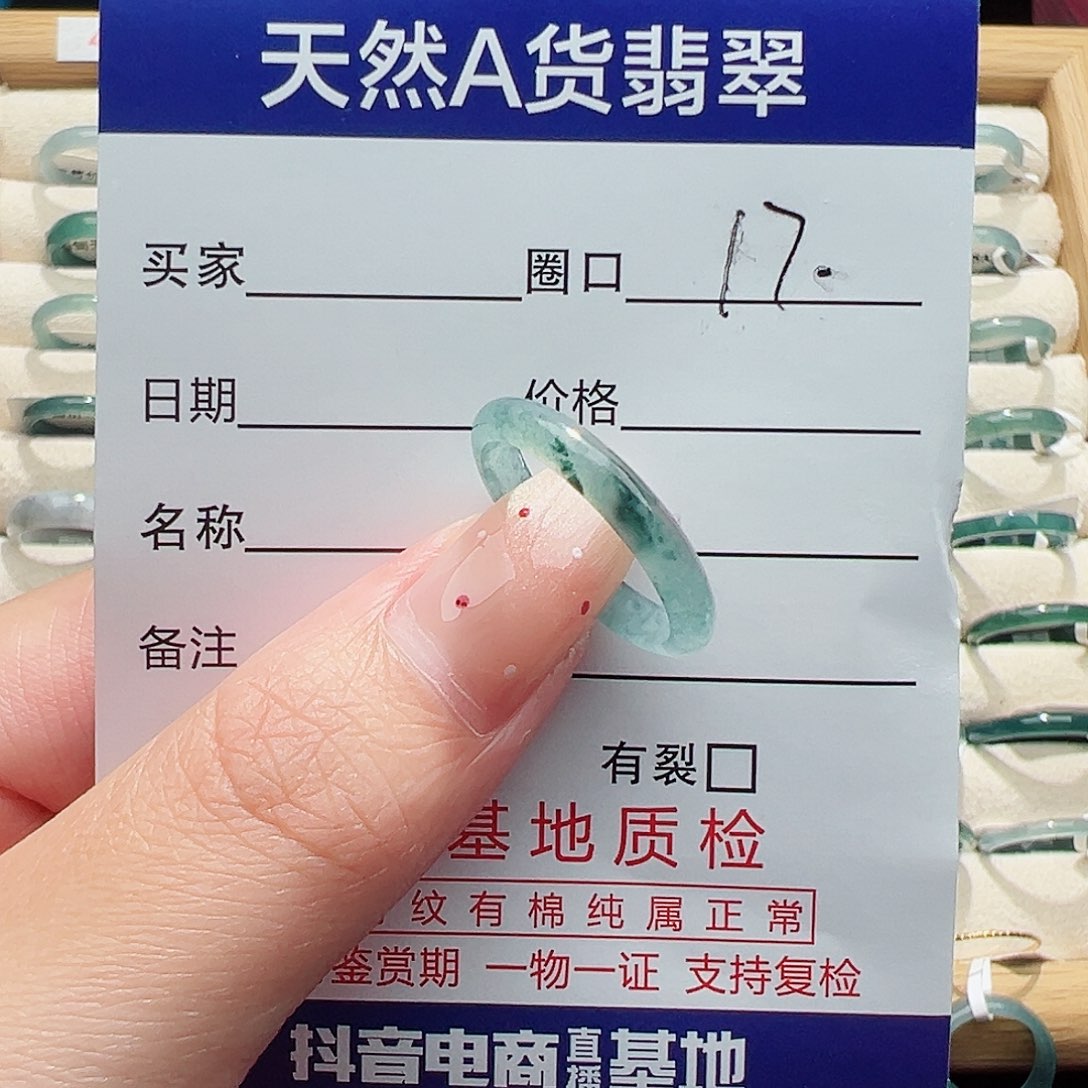 天然A货翡翠
买家 圈口 17.
日期 价格
名称
备注
有裂
基地质检
纹有棉纯属正常
鉴赏期 一物一证 支持复检
抖音电商直播基地